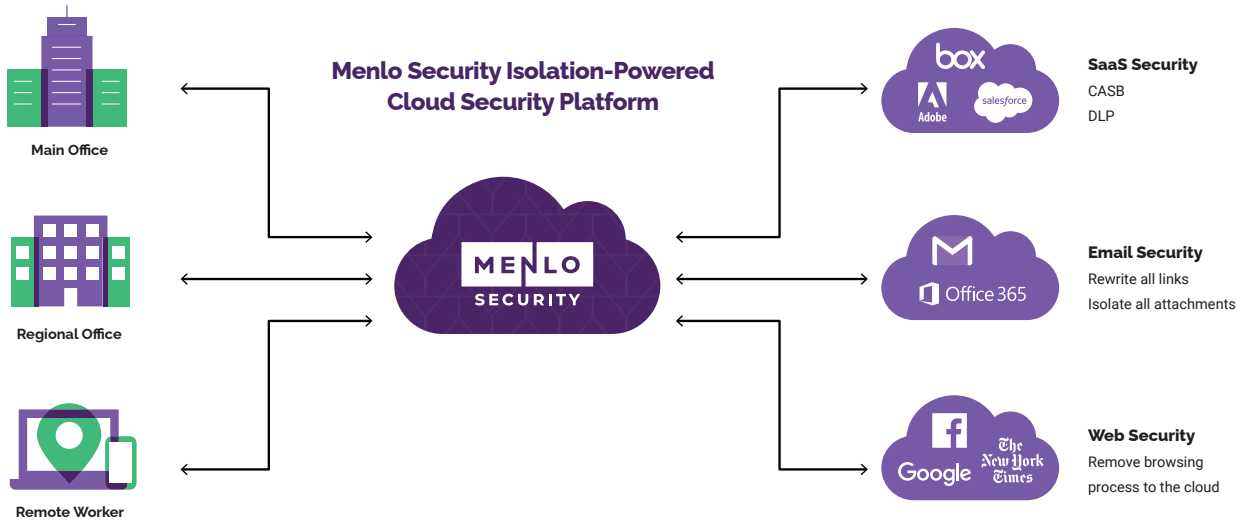 Menlo Security Isolation-Powered
Cloud Security Platform
Main Office
Regional Office
Remote Worker
MENLO
SECURITY
box
Adobe
salesforce
SaaS Security
CASB
DLP
Office 365
Email Security
Rewrite all links
Isolate all attachments
Google
The
New York
Times
Web Security
Remove browsing
process to the cloud